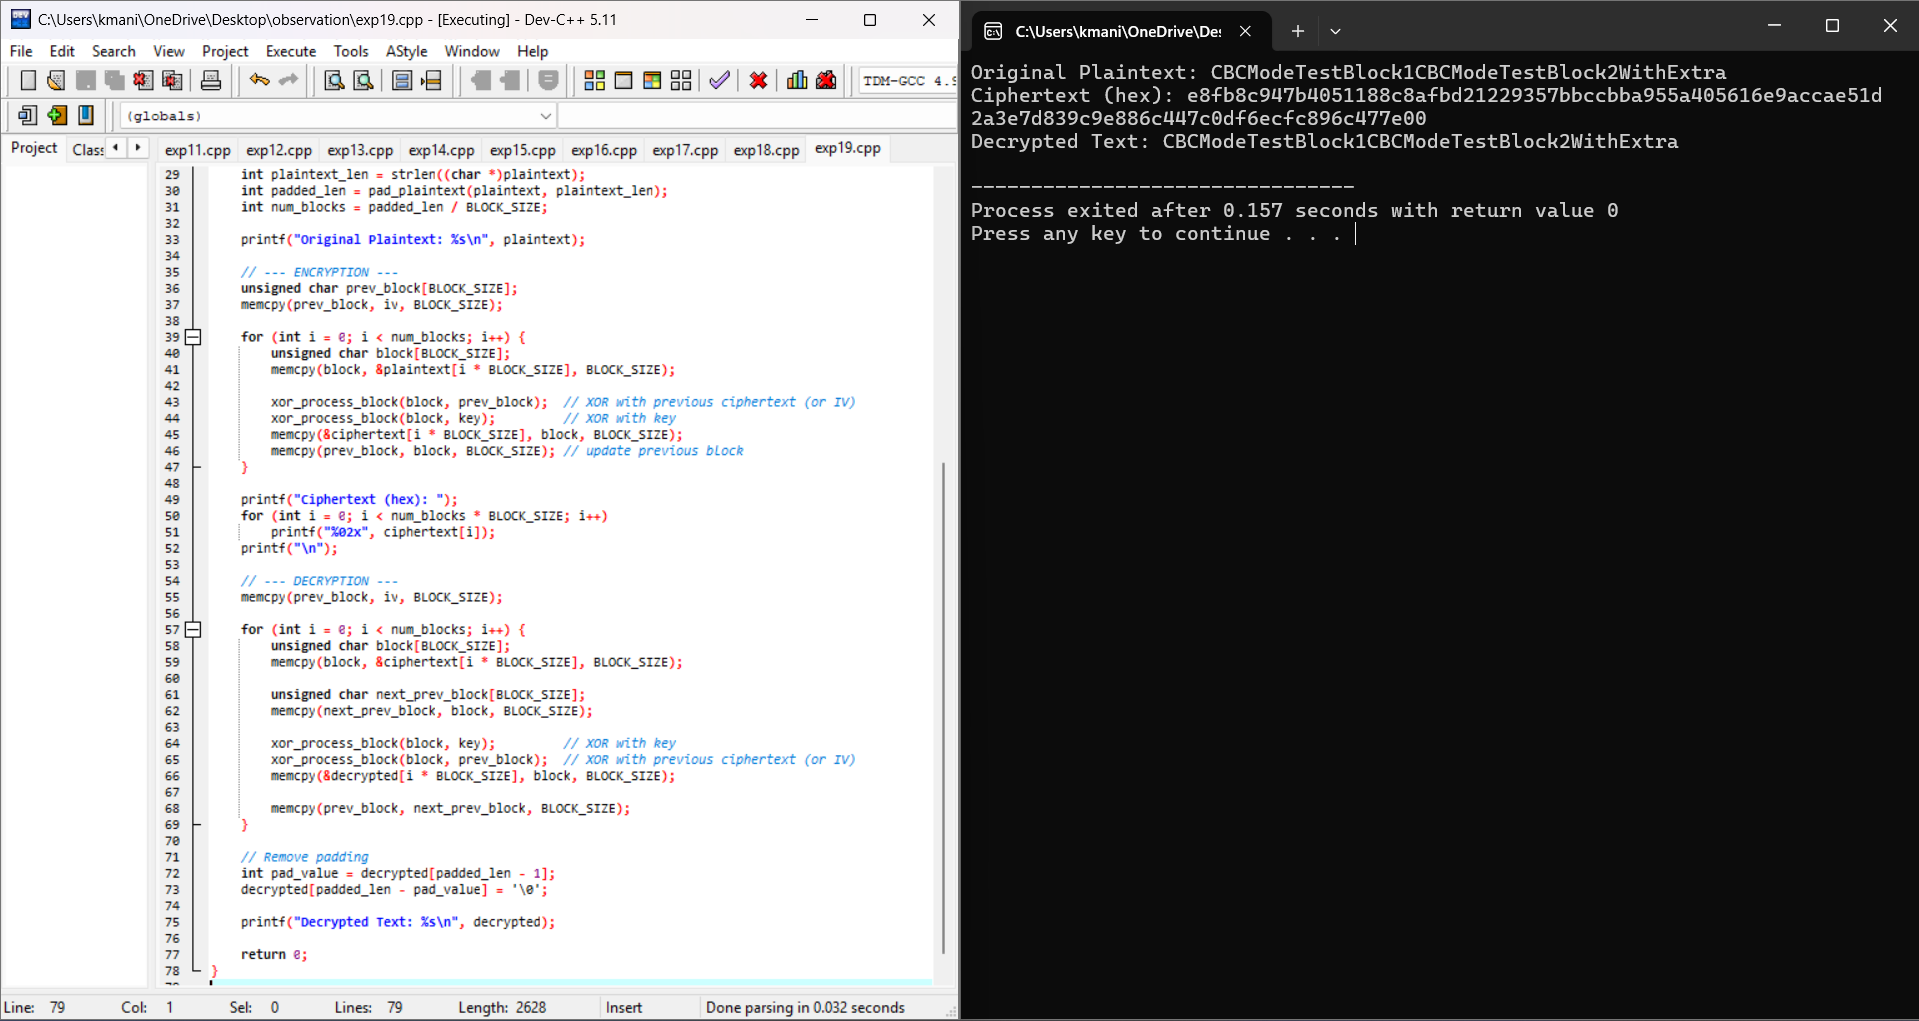 C:\Users\kmani\OneDrive\Desktop\observation\exp19.cpp - [Executing] - Dev-C++ 5.11
File Edit Search View Project Execute Tools AStyle Window Help
TDM-GCC 4.9
(globals)
Project Class
exp11.cpp exp12.cpp exp13.cpp exp14.cpp exp15.cpp exp16.cpp exp17.cpp exp18.cpp exp19.cpp
29 int plaintext_len = strlen((char *)plaintext);
30 int padded_len = pad_plaintext(plaintext, plaintext_len);
31 int num_blocks = padded_len / BLOCK_SIZE;
32
33 printf("Original Plaintext: %s\n", plaintext);
34
35 // --- ENCRYPTION ---
36 unsigned char prev_block[BLOCK_SIZE];
37 memcpy(prev_block, iv, BLOCK_SIZE);
38
39 for (int i = 0; i < num_blocks; i++) {
40 unsigned char block[BLOCK_SIZE];
41 memcpy(block, &plaintext[i * BLOCK_SIZE], BLOCK_SIZE);
42
43 xor_process_block(block, prev_block); // XOR with previous ciphertext (or IV)
44 xor_process_block(block, key); // XOR with key
45 memcpy(&ciphertext[i * BLOCK_SIZE], block, BLOCK_SIZE);
46 memcpy(prev_block, block, BLOCK_SIZE); // update previous block
47 }
48
49 printf("Ciphertext (hex): ");
50 for (int i = 0; i < num_blocks * BLOCK_SIZE; i++)
51 printf("%02x", ciphertext[i]);
52 printf("\n");
53
54 // --- DECRYPTION ---
55 memcpy(prev_block, iv, BLOCK_SIZE);
56
57 for (int i = 0; i < num_blocks; i++) {
58 unsigned char block[BLOCK_SIZE];
59 memcpy(block, &ciphertext[i * BLOCK_SIZE], BLOCK_SIZE);
60
61 unsigned char next_prev_block[BLOCK_SIZE];
62 memcpy(next_prev_block, block, BLOCK_SIZE);
63
64 xor_process_block(block, key); // XOR with key
65 xor_process_block(block, prev_block); // XOR with previous ciphertext (or IV)
66 memcpy(&decrypted[i * BLOCK_SIZE], block, BLOCK_SIZE);
67
68 memcpy(prev_block, next_prev_block, BLOCK_SIZE);
69 }
70
71 // Remove padding
72 int pad_value = decrypted[padded_len - 1];
73 decrypted[padded_len - pad_value] = '\0';
74
75 printf("Decrypted Text: %s\n", decrypted);
76
77 return 0;
78 }
Line: 79 Col: 1 Sel: 0 Lines: 79 Length: 2628 Insert Done parsing in 0.032 seconds
C:\Users\kmani\OneDrive\De
Original Plaintext: CBCModeTestBlock1CBCModeTestBlock2WithExtra
Ciphertext (hex): e8fb8c947b4051188c8afbd21229357bbccbba955a405616e9accae51d
2a3e7d839c9e886c447c0df6ecfc896c477e00
Decrypted Text: CBCModeTestBlock1CBCModeTestBlock2WithExtra
--------------------------------
Process exited after 0.157 seconds with return value 0
Press any key to continue . . .